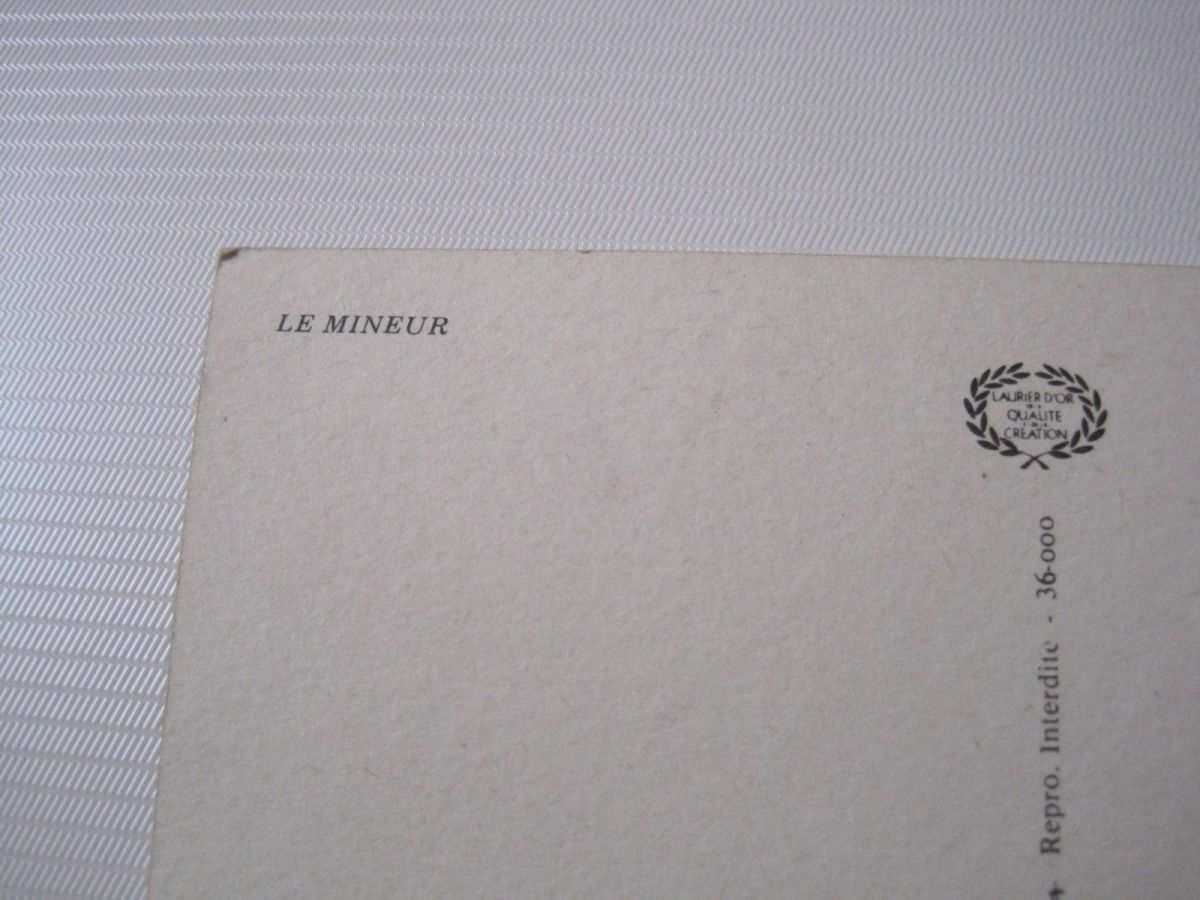 LE MINEUR
LAURIER D'OR
QUALITE
CRÉATION
Repro. Interdite - 36-000